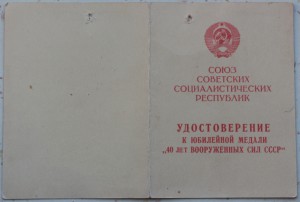 СОЮЗ
СОВЕТСКИХ
СОЦИАЛИСТИЧЕСКИХ
РЕСПУБЛИК
УДОСТОВЕРЕНИЕ
К ЮБИЛЕЙНОЙ МЕДАЛИ
„40 ЛЕТ ВООРУЖЕННЫХ СИЛ СССР“